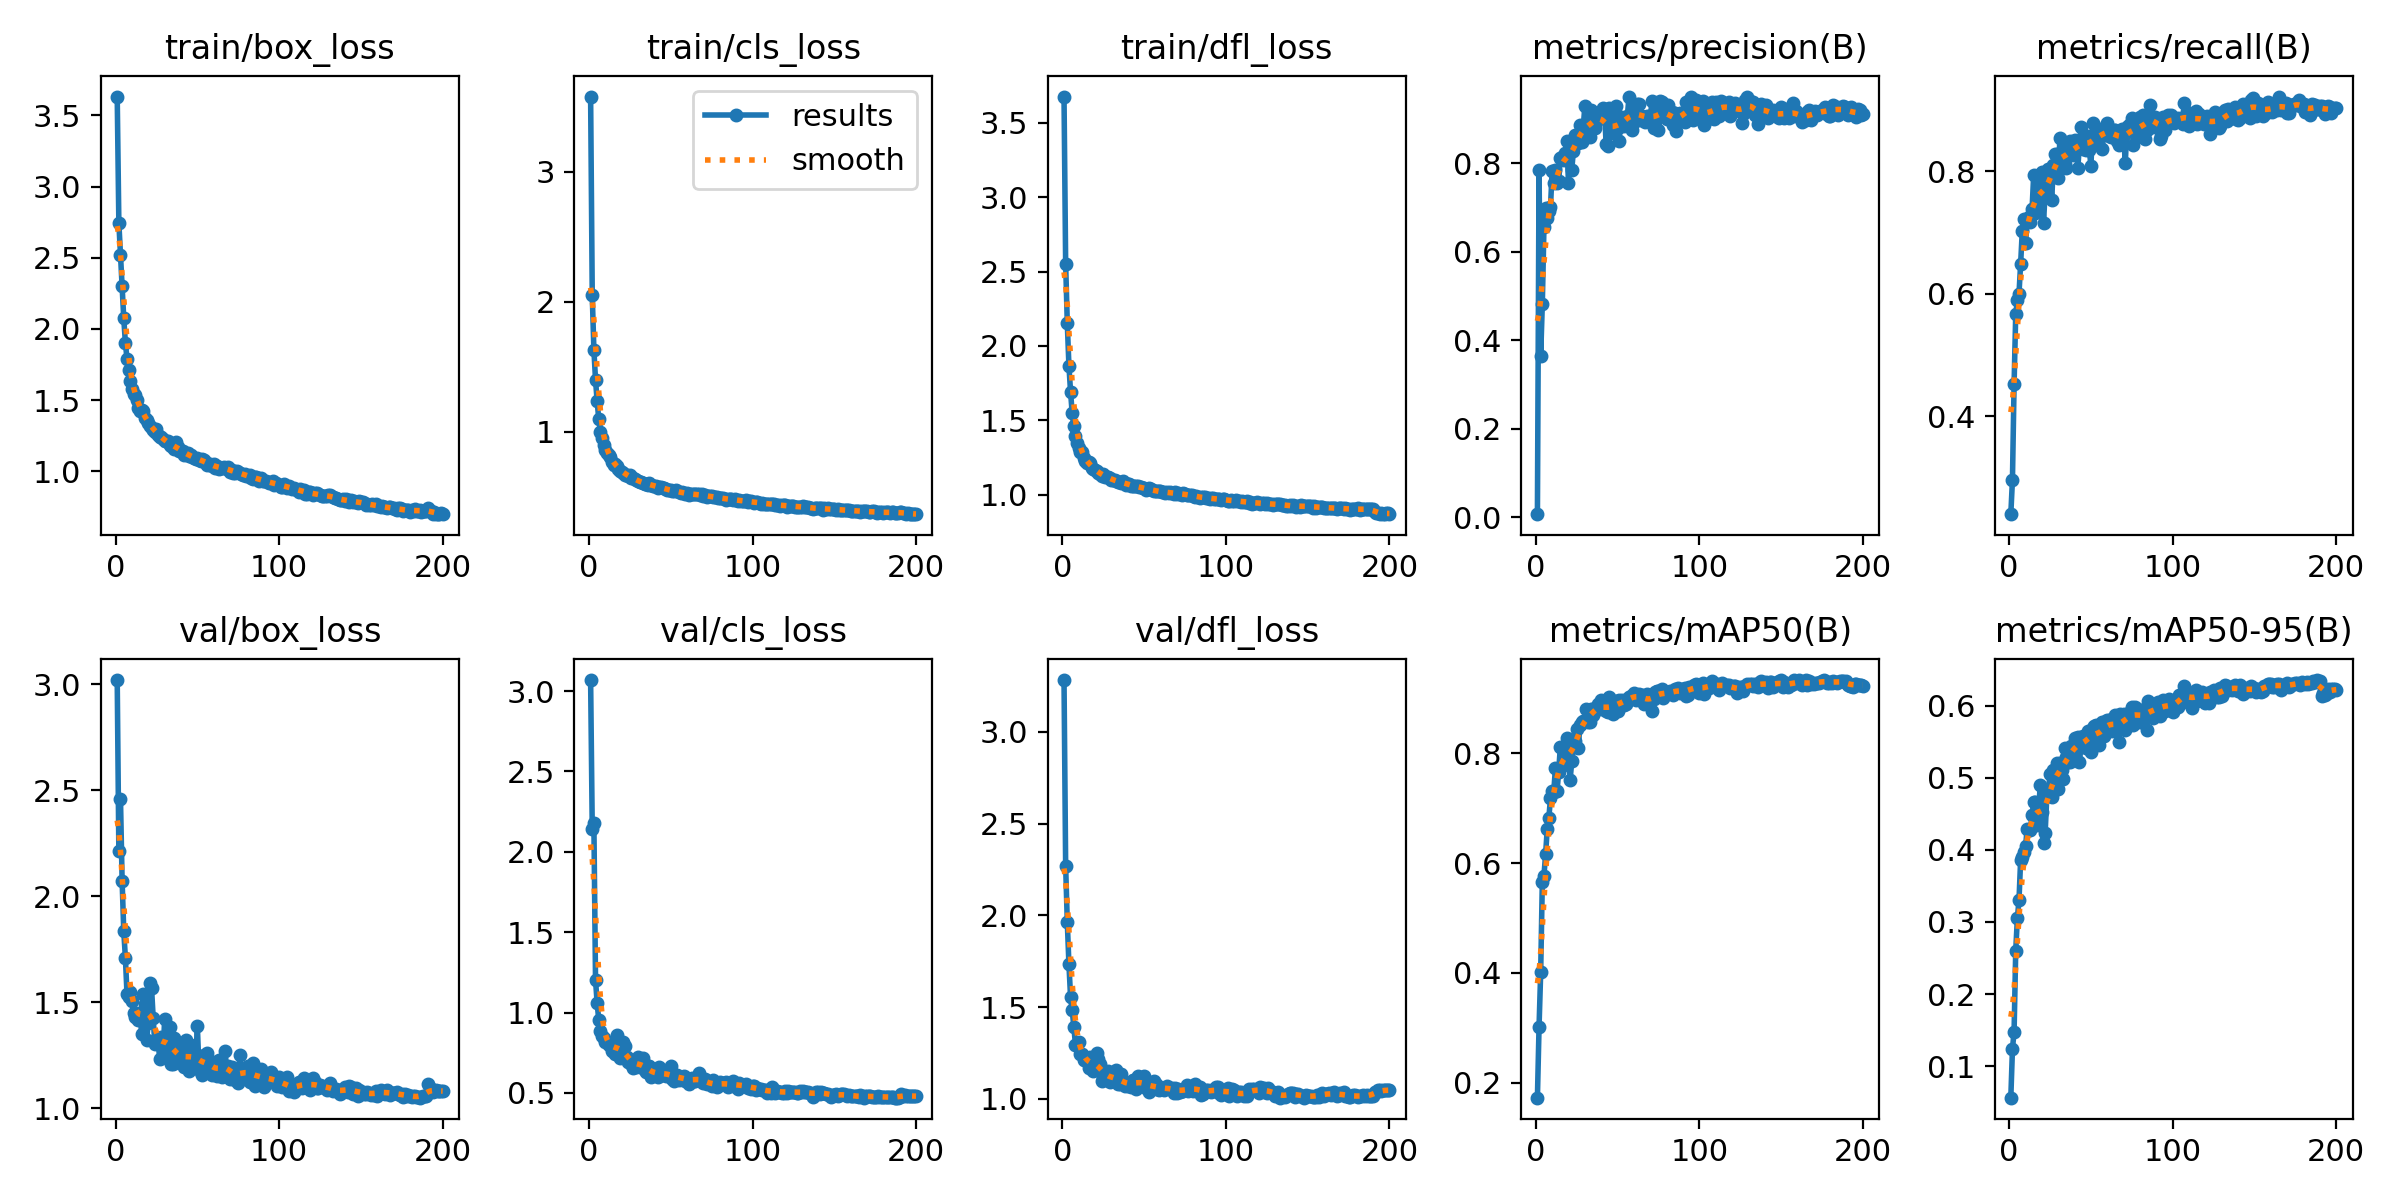 train/box_loss
3.5
3.0
2.5
2.0
1.5
1.0
0 100 200
train/cls_loss
results
smooth
3
2
1
0 100 200
train/dfl_loss
3.5
3.0
2.5
2.0
1.5
1.0
0 100 200
metrics/precision(B)
0.8
0.6
0.4
0.2
0.0
0 100 200
metrics/recall(B)
0.8
0.6
0.4
0 100 200
val/box_loss
3.0
2.5
2.0
1.5
1.0
0 100 200
val/cls_loss
3.0
2.5
2.0
1.5
1.0
0.5
0 100 200
val/dfl_loss
3.0
2.5
2.0
1.5
1.0
0 100 200
metrics/mAP50(B)
0.8
0.6
0.4
0.2
0 100 200
metrics/mAP50-95(B)
0.6
0.5
0.4
0.3
0.2
0.1
0 100 200